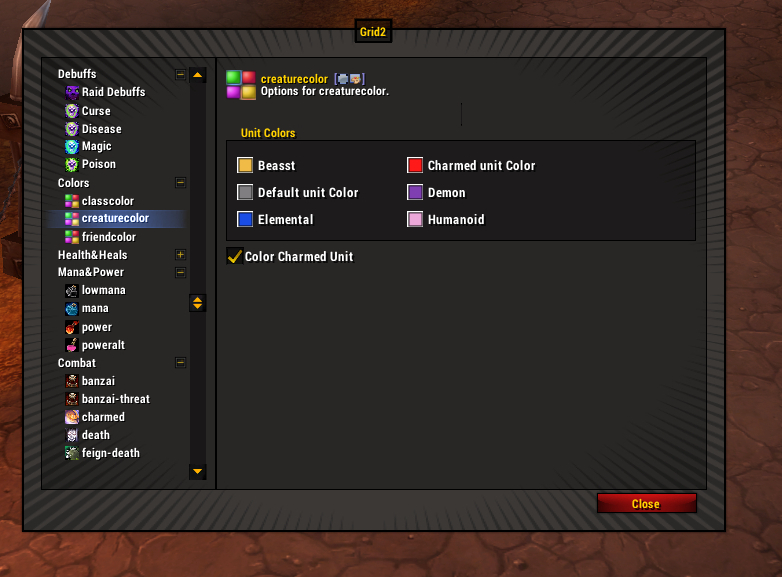 Grid2
Debuffs
Raid Debuffs
Curse
Disease
Magic
Poison
Colors
classcolor
creaturecolor
friendcolor
Health&Heals
Mana&Power
lowmana
mana
power
poweralt
Combat
banzai
banzai-threat
charmed
death
feign-death
creaturecolor
Options for creaturecolor.
Unit Colors
Beasst
Charmed unit Color
Default unit Color
Demon
Elemental
Humanoid
Color Charmed Unit
Close